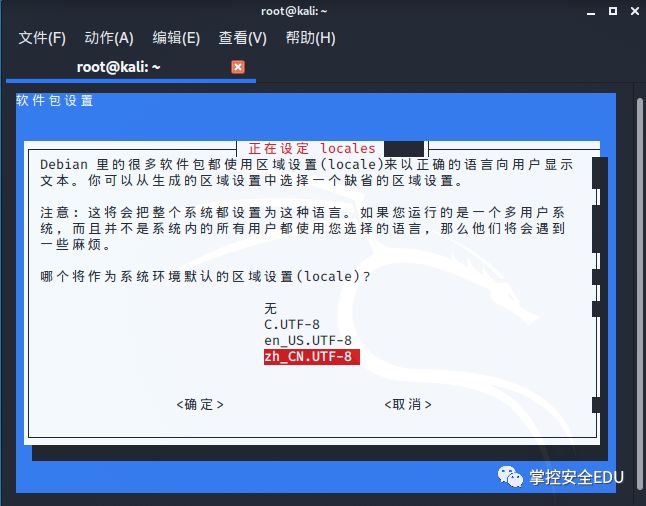 root@kali: ~
文件(F) 动作(A) 编辑(E) 查看(V) 帮助(H)
root@kali: ~
软件包设置
正在设定 locales
Debian 里的很多软件包都使用区域设置(locale)来以正确的语言向用户显示
文本。你可以从生成的区域设置中选择一个缺省的区域设置。
注意：这将会把整个系统都设置为这种语言。如果您运行的是一个多用户系
统，而且并不是系统内的所有用户都使用您选择的语言，那么他们将会遇到
一些麻烦。
哪个将作为系统环境默认的区域设置(locale)？
无
C.UTF-8
en_US.UTF-8
zh_CN.UTF-8
<确定> <取消>
掌控安全EDU